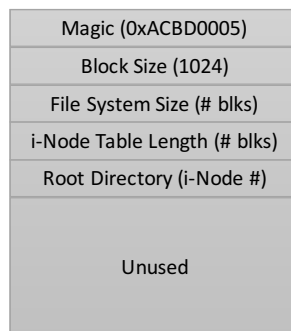 Magic (0xACBD0005)
Block Size (1024)
File System Size (# blks)
i-Node Table Length (# blks)
Root Directory (i-Node #)
Unused